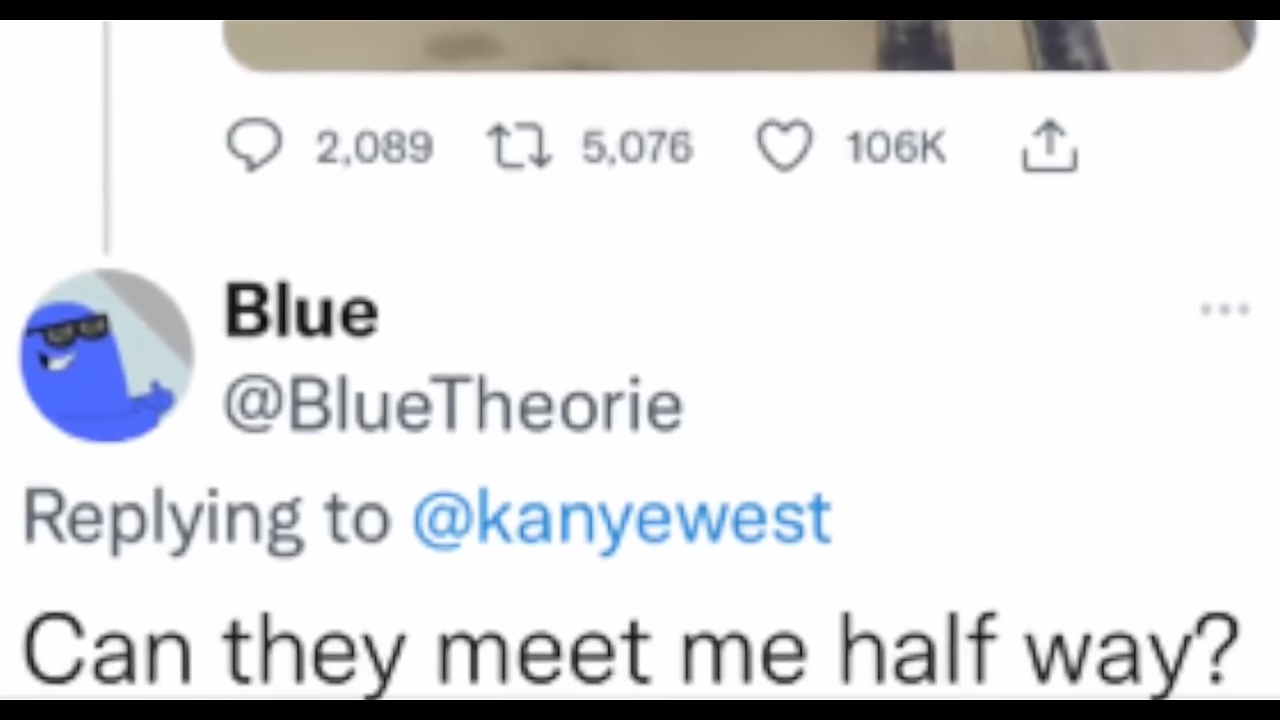 2,089 5,076 106K
Blue
@BlueTheorie
Replying to @kanyewest
Can they meet me half way?